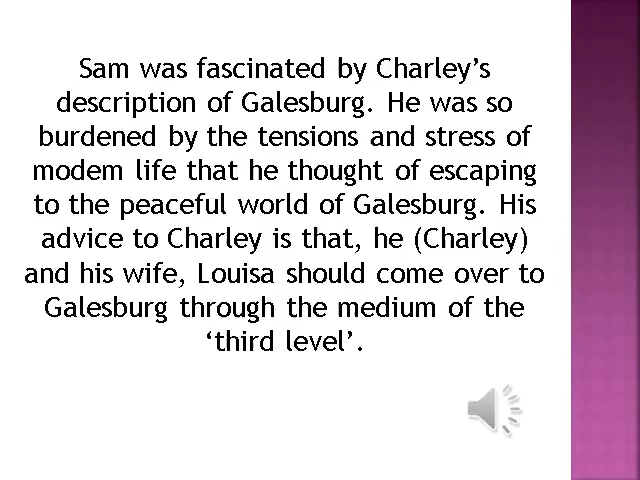 Sam was fascinated by Charley’s
description of Galesburg. He was so
burdened by the tensions and stress of
modem life that he thought of escaping
to the peaceful world of Galesburg. His
advice to Charley is that, he (Charley)
and his wife, Louisa should come over to
Galesburg through the medium of the
‘third level’.